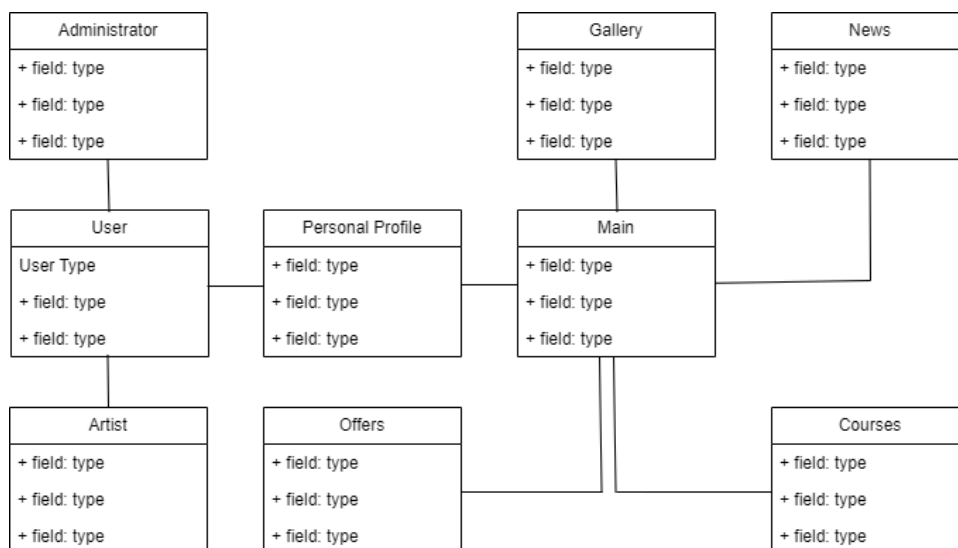 Administrator
+ field: type
+ field: type
+ field: type
Gallery
+ field: type
+ field: type
+ field: type
News
+ field: type
+ field: type
+ field: type
User
User Type
+ field: type
+ field: type
Personal Profile
+ field: type
+ field: type
+ field: type
Main
+ field: type
+ field: type
+ field: type
Artist
+ field: type
+ field: type
+ field: type
Offers
+ field: type
+ field: type
+ field: type
Courses
+ field: type
+ field: type
+ field: type